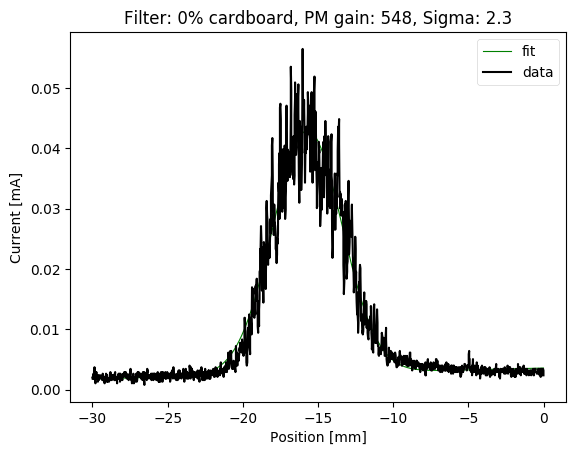 Filter: 0% cardboard, PM gain: 548, Sigma: 2.3
fit
data
0.05
0.04
0.03
0.02
0.01
0.00
Current [mA]
−30
−25
−20
−15
−10
−5
0
Position [mm]